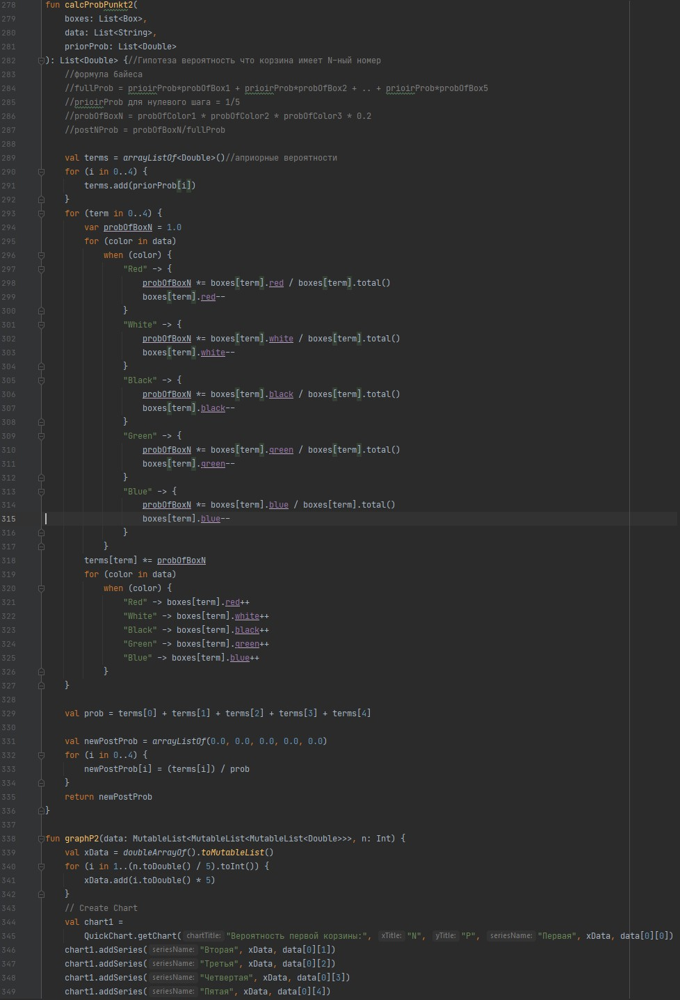 278 fun calcProbPunkt2(
279     boxes: List<Box>,
280     data: List<String>,
281     priorProb: List<Double>
282 ): List<Double> {//Гипотеза вероятность что корзина имеет N-ный номер
283     //формула байеса
284     //fullProb = prioirProb*probOfBox1 + prioirProb*probOfBox2 + .. + prioirProb*probOfBox5
285     //prioirProb для нулевого шага = 1/5
286     //probOfBoxN = probOfColor1 * probOfColor2 * probOfColor3 * 0.2
287     //postNProb = probOfBoxN/fullProb
288
289     val terms = arrayListOf<Double>()//априорные вероятности
290     for (i in 0..4) {
291         terms.add(priorProb[i])
292     }
293     for (term in 0..4) {
294         var probOfBoxN = 1.0
295         for (color in data)
296             when (color) {
297                 "Red" -> {
298                     probOfBoxN *= boxes[term].red / boxes[term].total()
299                     boxes[term].red--
300                 }
301                 "White" -> {
302                     probOfBoxN *= boxes[term].white / boxes[term].total()
303                     boxes[term].white--
304                 }
305                 "Black" -> {
306                     probOfBoxN *= boxes[term].black / boxes[term].total()
307                     boxes[term].black--
308                 }
309                 "Green" -> {
310                     probOfBoxN *= boxes[term].green / boxes[term].total()
311                     boxes[term].green--
312                 }
313                 "Blue" -> {
314                     probOfBoxN *= boxes[term].blue / boxes[term].total()
315                     boxes[term].blue--
316                 }
317             }
318         terms[term] *= probOfBoxN
319         for (color in data)
320             when (color) {
321                 "Red" -> boxes[term].red++
322                 "White" -> boxes[term].white++
323                 "Black" -> boxes[term].black++
324                 "Green" -> boxes[term].green++
325                 "Blue" -> boxes[term].blue++
326             }
327     }
328
329     val prob = terms[0] + terms[1] + terms[2] + terms[3] + terms[4]
330
331     val newPostProb = arrayListOf(0.0, 0.0, 0.0, 0.0, 0.0)
332     for (i in 0..4) {
333         newPostProb[i] = (terms[i]) / prob
334     }
335     return newPostProb
336 }
337
338 fun graphP2(data: MutableList<MutableList<MutableList<Double>>>, n: Int) {
339     val xData = doubleArrayOf().toMutableList()
340     for (i in 1..(n.toDouble() / 5).toInt()) {
341         xData.add(i.toDouble() * 5)
342     }
343     // Create Chart
344     val chart1 =
345         QuickChart.getChart( chartTitle: "Вероятность первой корзины:", xTitle: "N", yTitle: "P", seriesName: "Первая", xData, data[0][0])
346     chart1.addSeries( seriesName: "Вторая", xData, data[0][1])
347     chart1.addSeries( seriesName: "Третья", xData, data[0][2])
348     chart1.addSeries( seriesName: "Четвертая", xData, data[0][3])
349     chart1.addSeries( seriesName: "Пятая", xData, data[0][4])